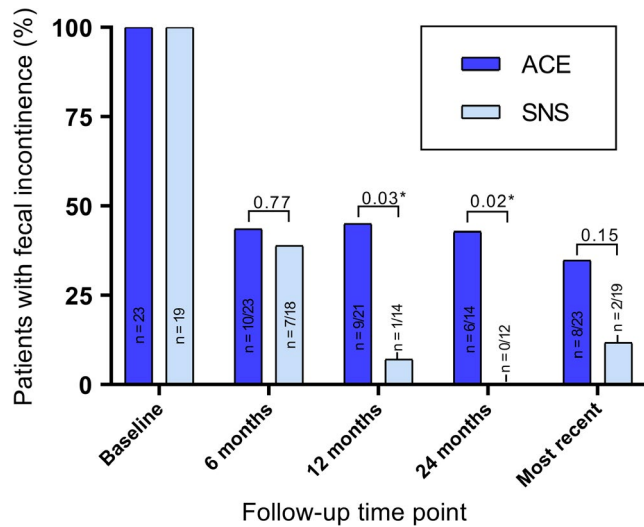 Patients with fecal incontinence (%)
100
75
50
25
0
ACE
SNS
0.77
0.03*
0.02*
0.15
n = 23
n = 19
n = 10/23
n = 7/18
n = 9/21
n = 1/14
n = 6/14
n = 0/12
n = 8/23
n = 2/19
Baseline
6 months
12 months
24 months
Most recent
Follow-up time point